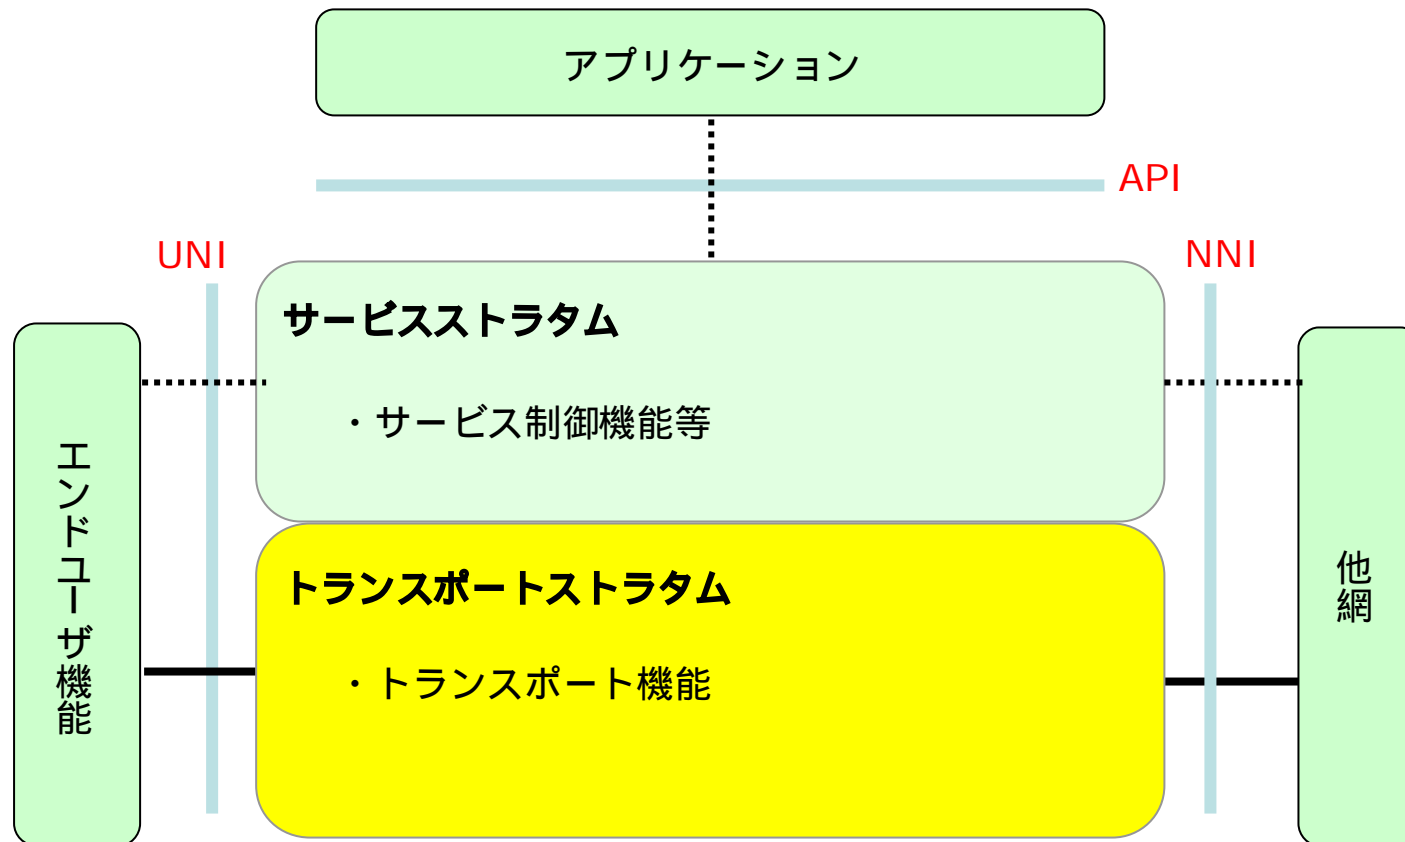 アプリケーション
API
UNI
NNI
サービスストラタム
・サービス制御機能等
エンドユーザ機能
トランスポートストラタム
・トランスポート機能
他網